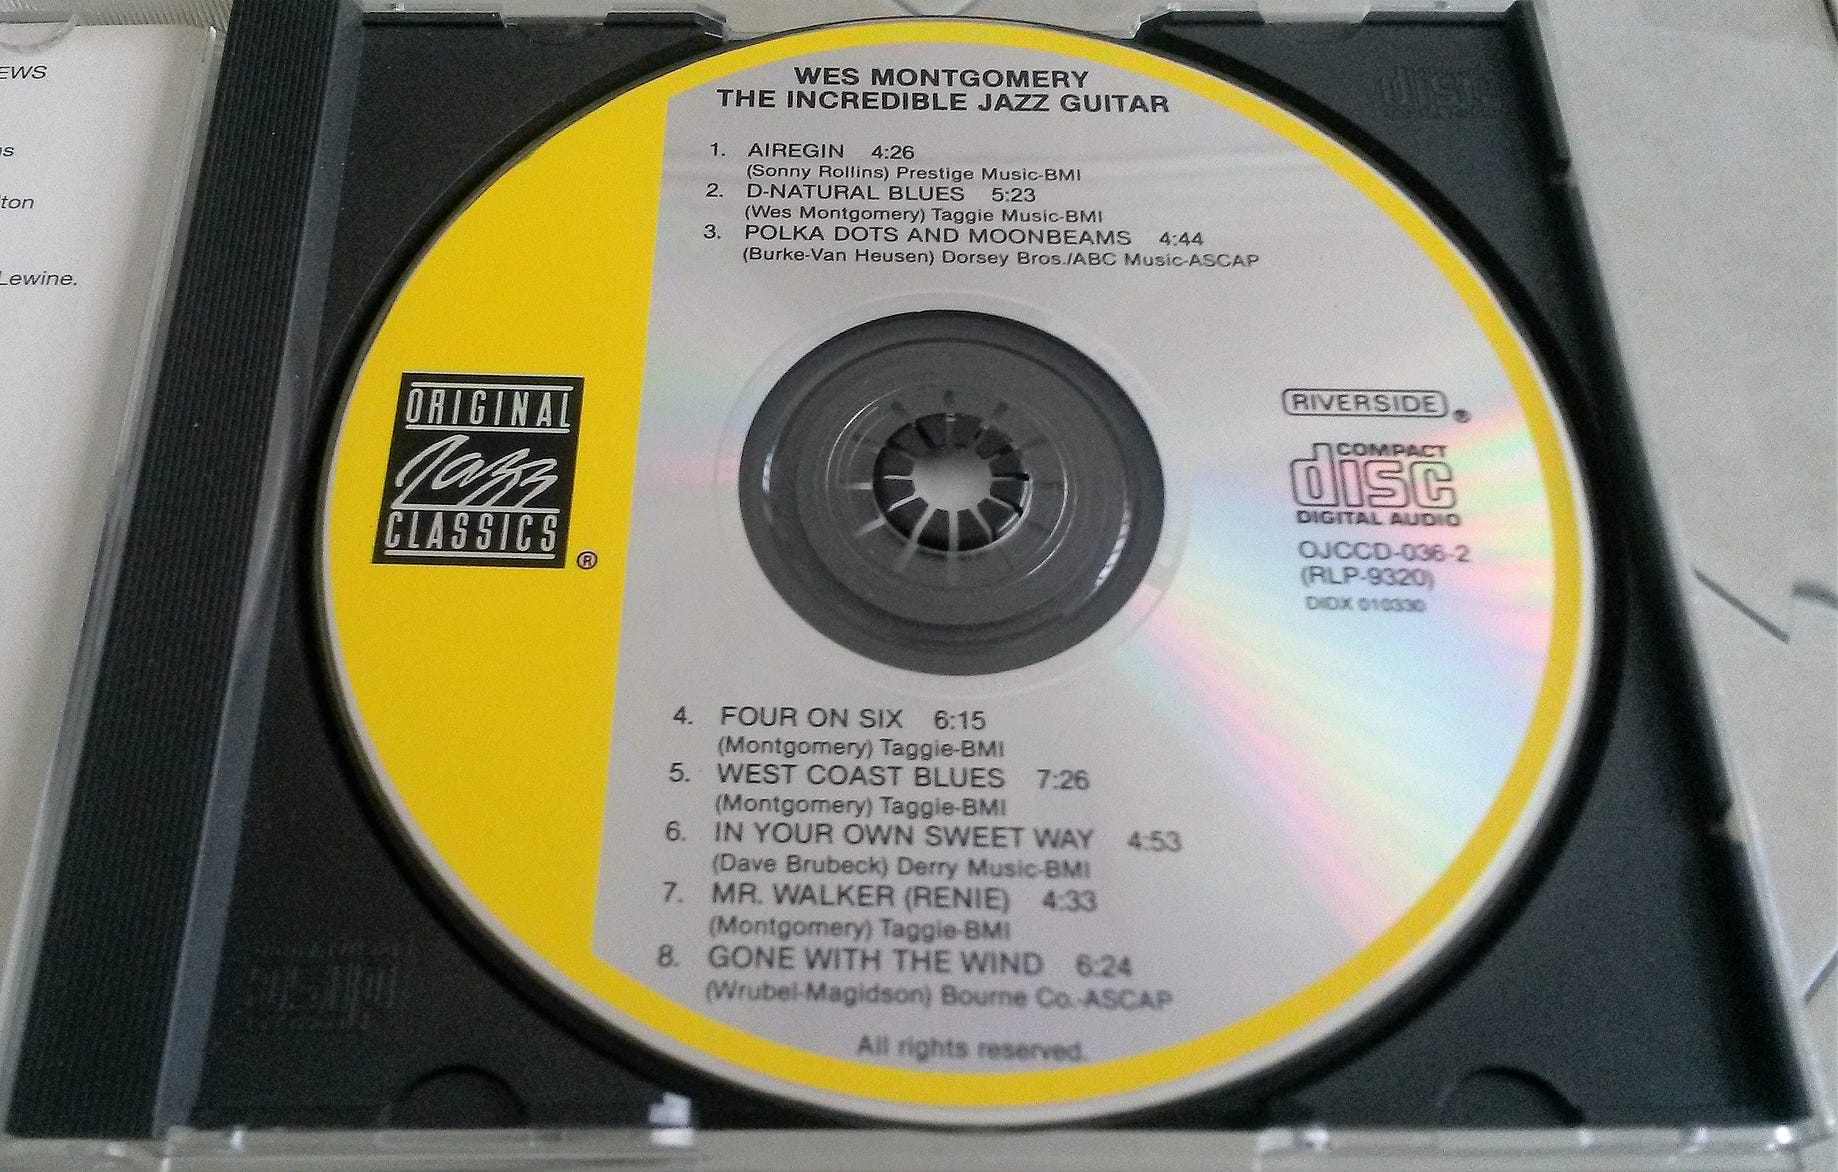 EWS
Lewine.
WES MONTGOMERY
THE INCREDIBLE JAZZ GUITAR
1. AIREGIN 4:26
(Sonny Rollins) Prestige Music-BMI
2. D-NATURAL BLUES 5:23
(Wes Montgomery) Taggie Music-BMI
3. POLKA DOTS AND MOONBEAMS 4:44
(Burke-Van Heusen) Dorsey Bros./ABC Music-ASCAP
ORIGINAL
Jazz
CLASSICS
®
RIVERSIDE ®
COMPACT
disc
DIGITAL AUDIO
OJCCD-036-2
(RLP-9320)
DIDX 010330
4. FOUR ON SIX 6:15
(Montgomery) Taggie-BMI
5. WEST COAST BLUES 7:26
(Montgomery) Taggie-BMI
6. IN YOUR OWN SWEET WAY 4:53
(Dave Brubeck) Derry Music-BMI
7. MR. WALKER (RENIE) 4:33
(Montgomery) Taggie-BMI
8. GONE WITH THE WIND 6:24
(Wrubel-Magidson) Bourne Co.-ASCAP
All rights reserved.